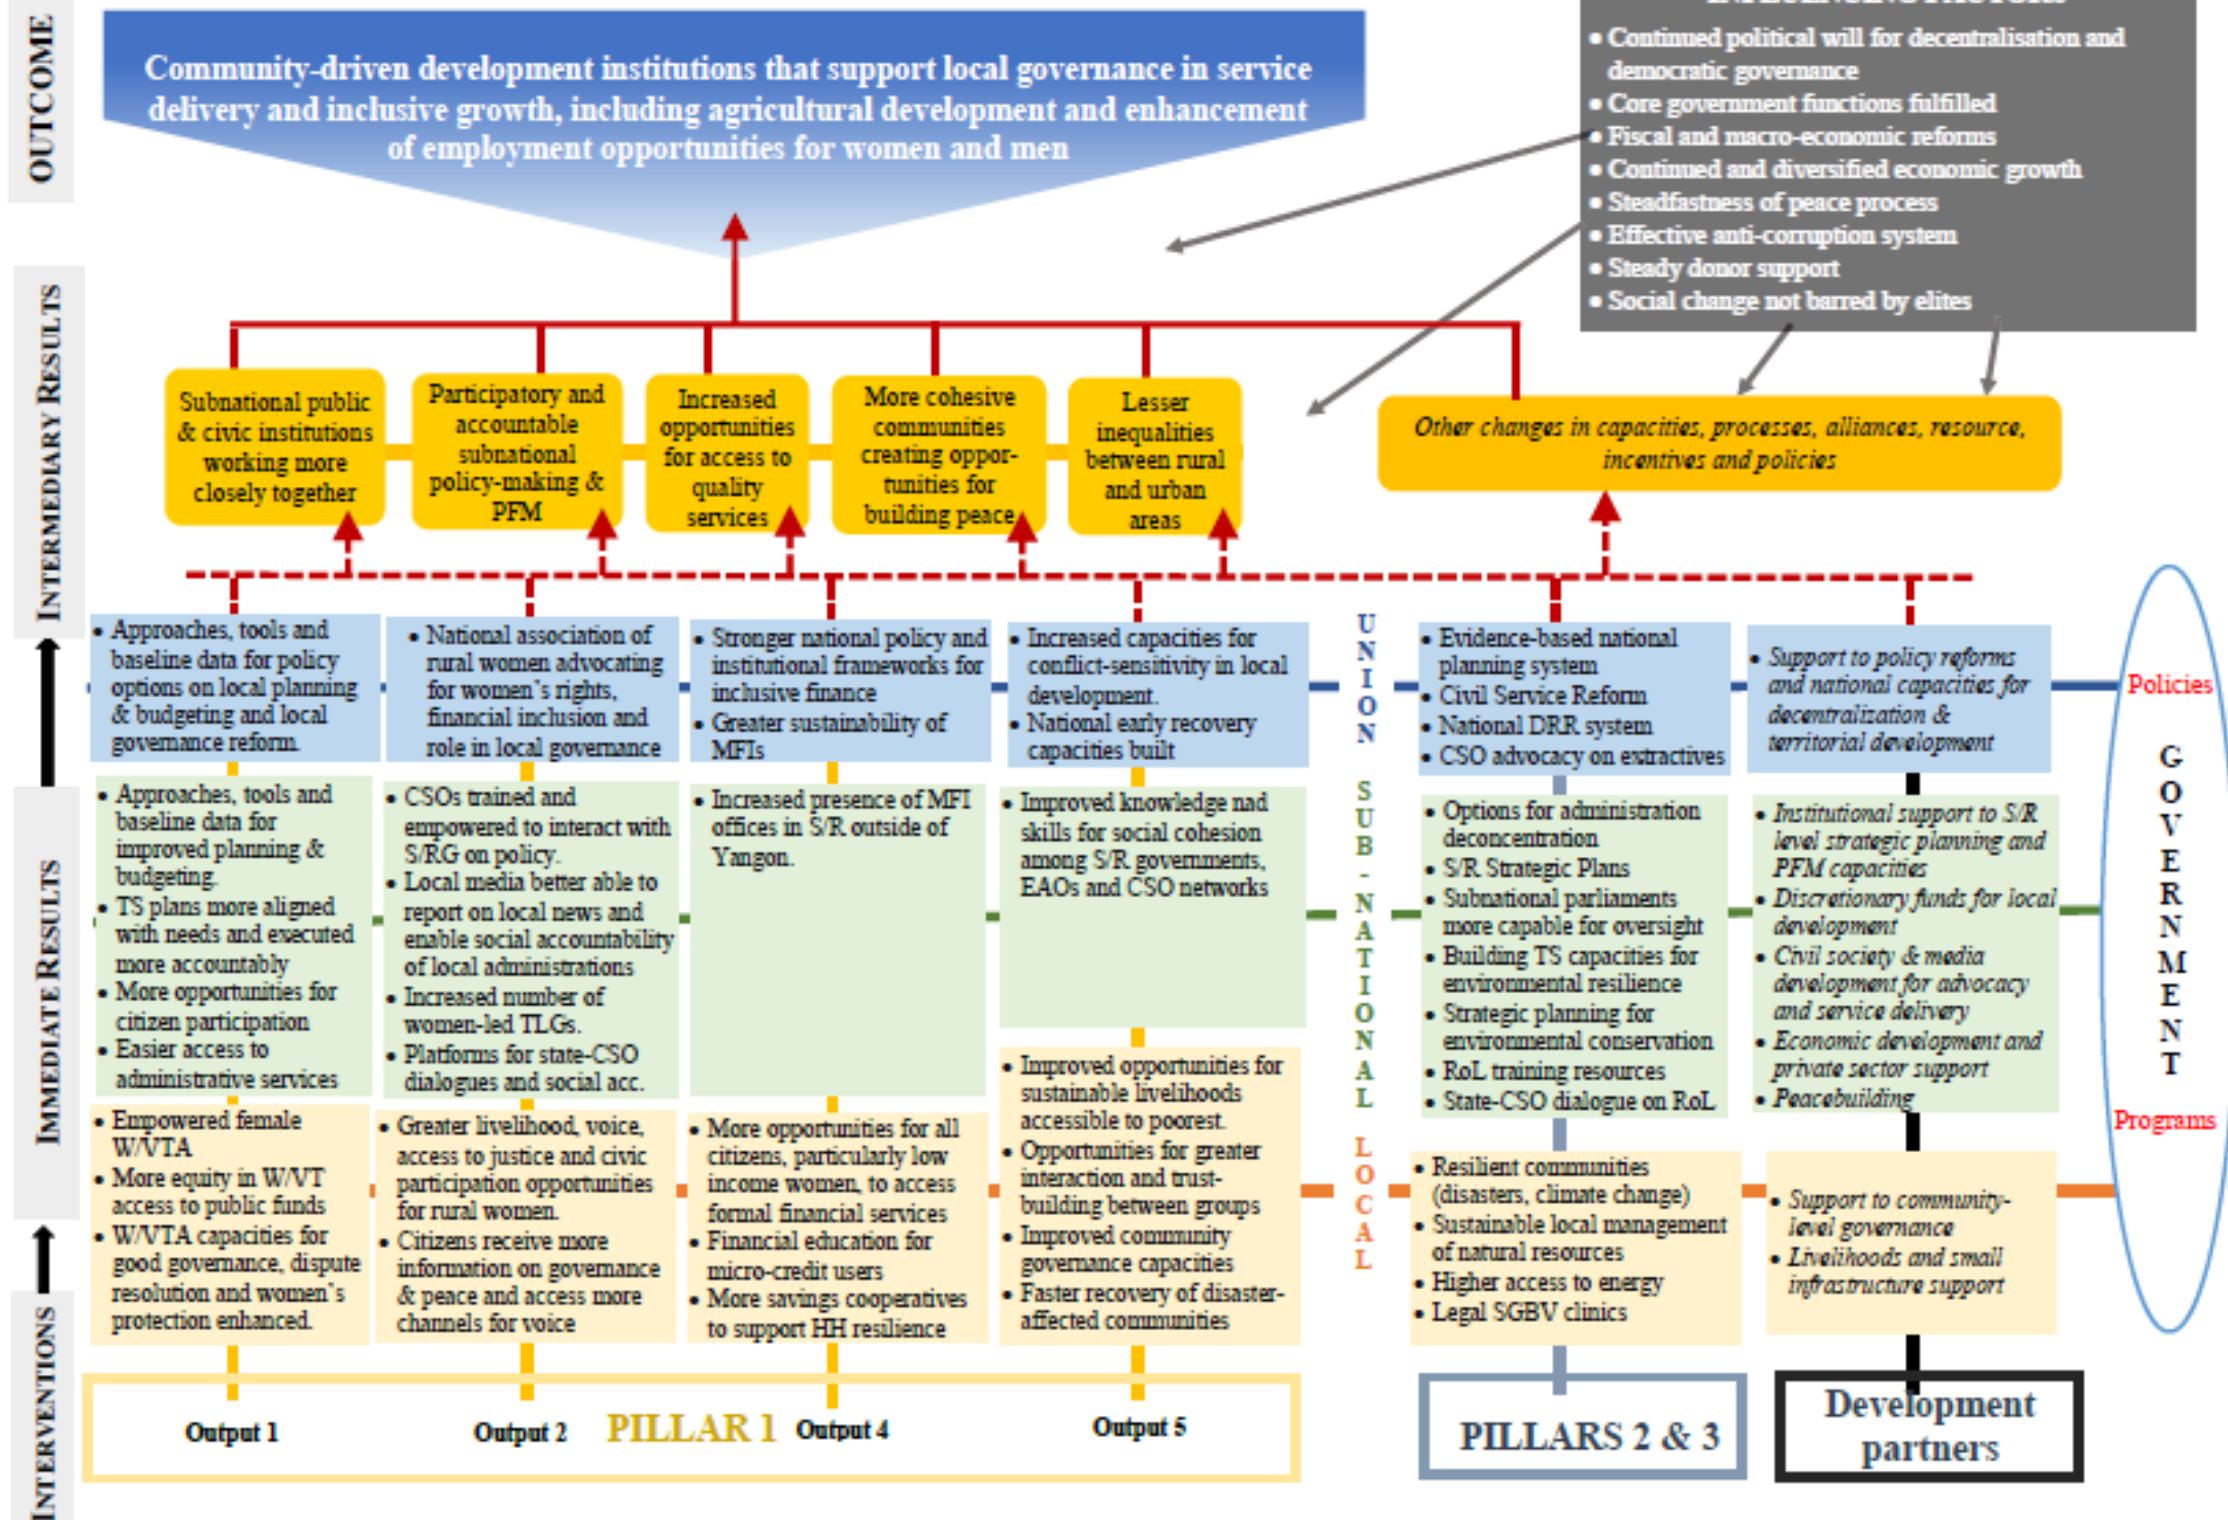 OUTCOME
Community-driven development institutions that support local governance in service
delivery and inclusive growth, including agricultural development and enhancement
of employment opportunities for women and men
INFLUENCING FACTORS
• Continued political will for decentralisation and
democratic governance
• Core government functions fulfilled
• Fiscal and macro-economic reforms
• Continued and diversified economic growth
• Steadfastness of peace process
• Effective anti-corruption system
• Steady donor support
• Social change not barred by elites
INTERMEDIARY RESULTS
Subnational public
& civic institutions
working more
closely together
Participatory and
accountable
subnational
policy-making &
PFM
Increased
opportunities
for access to
quality
services
More cohesive
communities
creating oppor-
tunities for
building peace
Lesser
inequalities
between rural
and urban
areas
Other changes in capacities, processes, alliances, resource,
incentives and policies
IMMEDIATE RESULTS
• Approaches, tools and
baseline data for policy
options on local planning
& budgeting and local
governance reform.
• National association of
rural women advocating
for women's rights,
financial inclusion and
role in local governance
• Stronger national policy and
institutional frameworks for
inclusive finance
• Greater sustainability of
MFIs
• Increased capacities for
conflict-sensitivity in local
development.
• National early recovery
capacities built
UNION
• Evidence-based national
planning system
• Civil Service Reform
• National DRR system
• CSO advocacy on extractives
• Support to policy reforms
and national capacities for
decentralization &
territorial development
Policies
GOVERNMENT
Programs
• Approaches, tools and
baseline data for
improved planning &
budgeting.
• TS plans more aligned
with needs and executed
more accountably
• More opportunities for
citizen participation
• Easier access to
administrative services
• CSOs trained and
empowered to interact with
S/RG on policy.
• Local media better able to
report on local news and
enable social accountability
of local administrations
• Increased number of
women-led TLGs.
• Platforms for state-CSO
dialogues and social acc.
• Increased presence of MFI
offices in S/R outside of
Yangon.
• Improved knowledge nad
skills for social cohesion
among S/R governments,
EAOs and CSO networks
SUB-NATIONAL
• Options for administration
deconcentration
• S/R Strategic Plans
• Subnational parliaments
more capable for oversight
• Building TS capacities for
environmental resilience
• Strategic planning for
environmental conservation
• RoL training resources
• State-CSO dialogue on RoL
• Institutional support to S/R
level strategic planning and
PFM capacities
• Discretionary funds for local
development
• Civil society & media
development for advocacy
and service delivery
• Economic development and
private sector support
• Peacebuilding
• Empowered female
W/VTA
• More equity in W/VT
access to public funds
• W/VTA capacities for
good governance, dispute
resolution and women's
protection enhanced.
• Greater livelihood, voice,
access to justice and civic
participation opportunities
for rural women.
• Citizens receive more
information on governance
& peace and access more
channels for voice
• More opportunities for all
citizens, particularly low
income women, to access
formal financial services
• Financial education for
micro-credit users
• More savings cooperatives
to support HH resilience
• Improved opportunities for
sustainable livelihoods
accessible to poorest.
• Opportunities for greater
interaction and trust-
building between groups
• Improved community
governance capacities
• Faster recovery of disaster-
affected communities
LOCAL
• Resilient communities
(disasters, climate change)
• Sustainable local management
of natural resources
• Higher access to energy
• Legal SGBV clinics
• Support to community-
level governance
• Livelihoods and small
infrastructure support
INTERVENTIONS
Output 1
Output 2
PILLAR 1
Output 4
Output 5
PILLARS 2 & 3
Development
partners